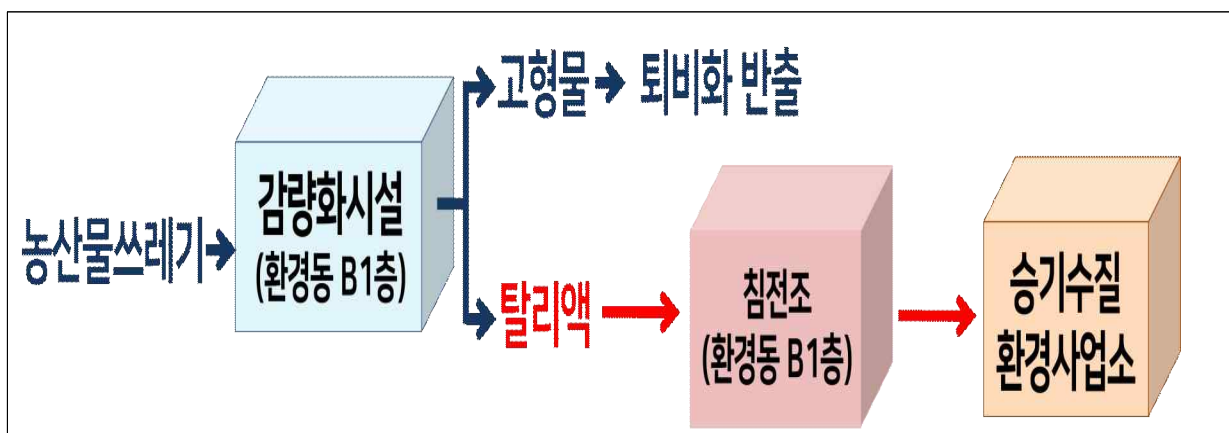 농산물쓰레기
감량화시설
(환경동 B1층)
고형물
퇴비화 반출
탈리액
침전조
(환경동 B1층)
승기수질
환경사업소